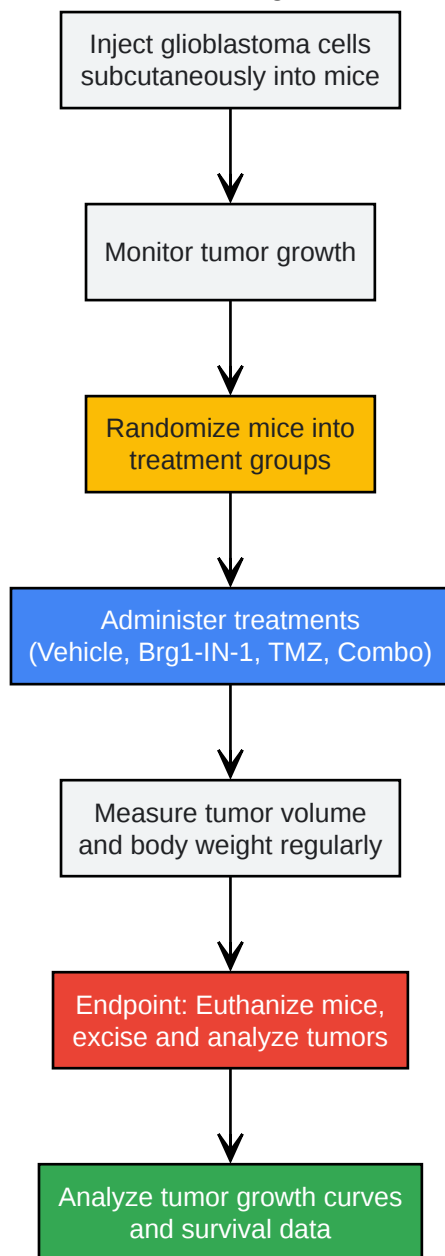 Inject glioblastoma cells
subcutaneously into mice
Monitor tumor growth
Randomize mice into
treatment groups
Administer treatments
(Vehicle, Brg1-IN-1, TMZ, Combo)
Measure tumor volume
and body weight regularly
Endpoint: Euthanize mice,
excise and analyze tumors
Analyze tumor growth curves
and survival data